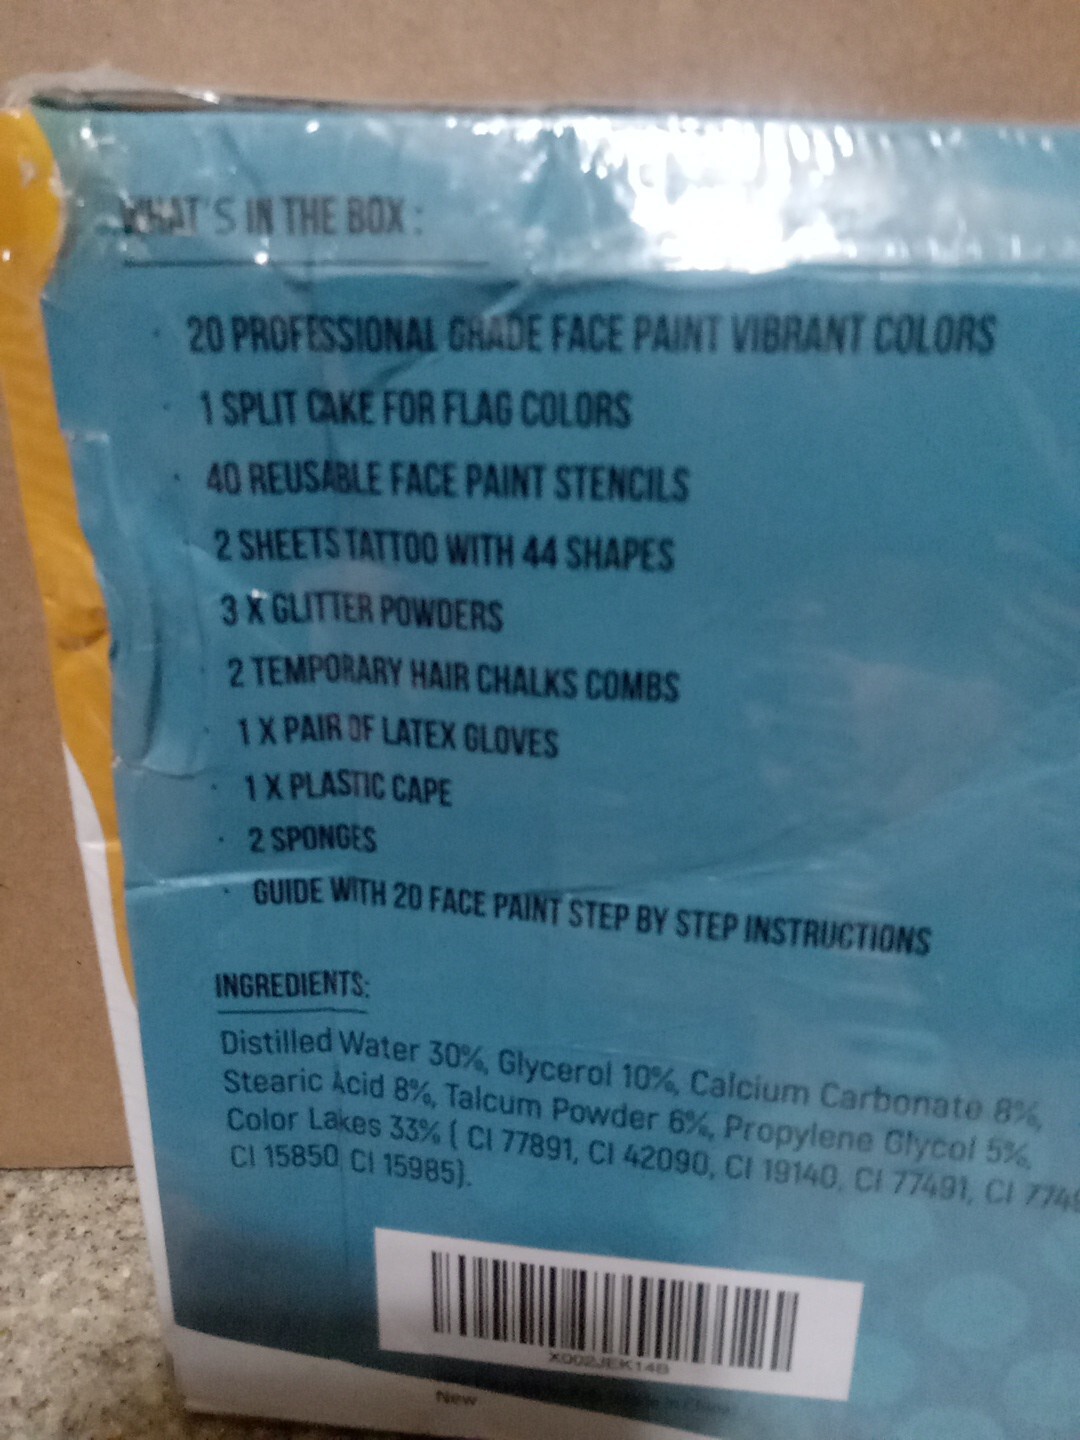 WHAT'S IN THE BOX :
· 20 PROFESSIONAL GRADE FACE PAINT VIBRANT COLORS
· 1 SPLIT CAKE FOR FLAG COLORS
· 40 REUSABLE FACE PAINT STENCILS
2 SHEETS TATTOO WITH 44 SHAPES
3 X GLITTER POWDERS
2 TEMPORARY HAIR CHALKS COMBS
· 1 X PAIR OF LATEX GLOVES
· 1 X PLASTIC CAPE
· 2 SPONGES
· GUIDE WITH 20 FACE PAINT STEP BY STEP INSTRUCTIONS
INGREDIENTS:
Distilled Water 30%, Glycerol 10%, Calcium Carbonate 8%,
Stearic Acid 8%, Talcum Powder 6%, Propylene Glycol 5%,
Color Lakes 33% ( CI 77891, CI 42090, CI 19140, CI 77491, CI
CI 15850 CI 15985).
X002JEK14B
New